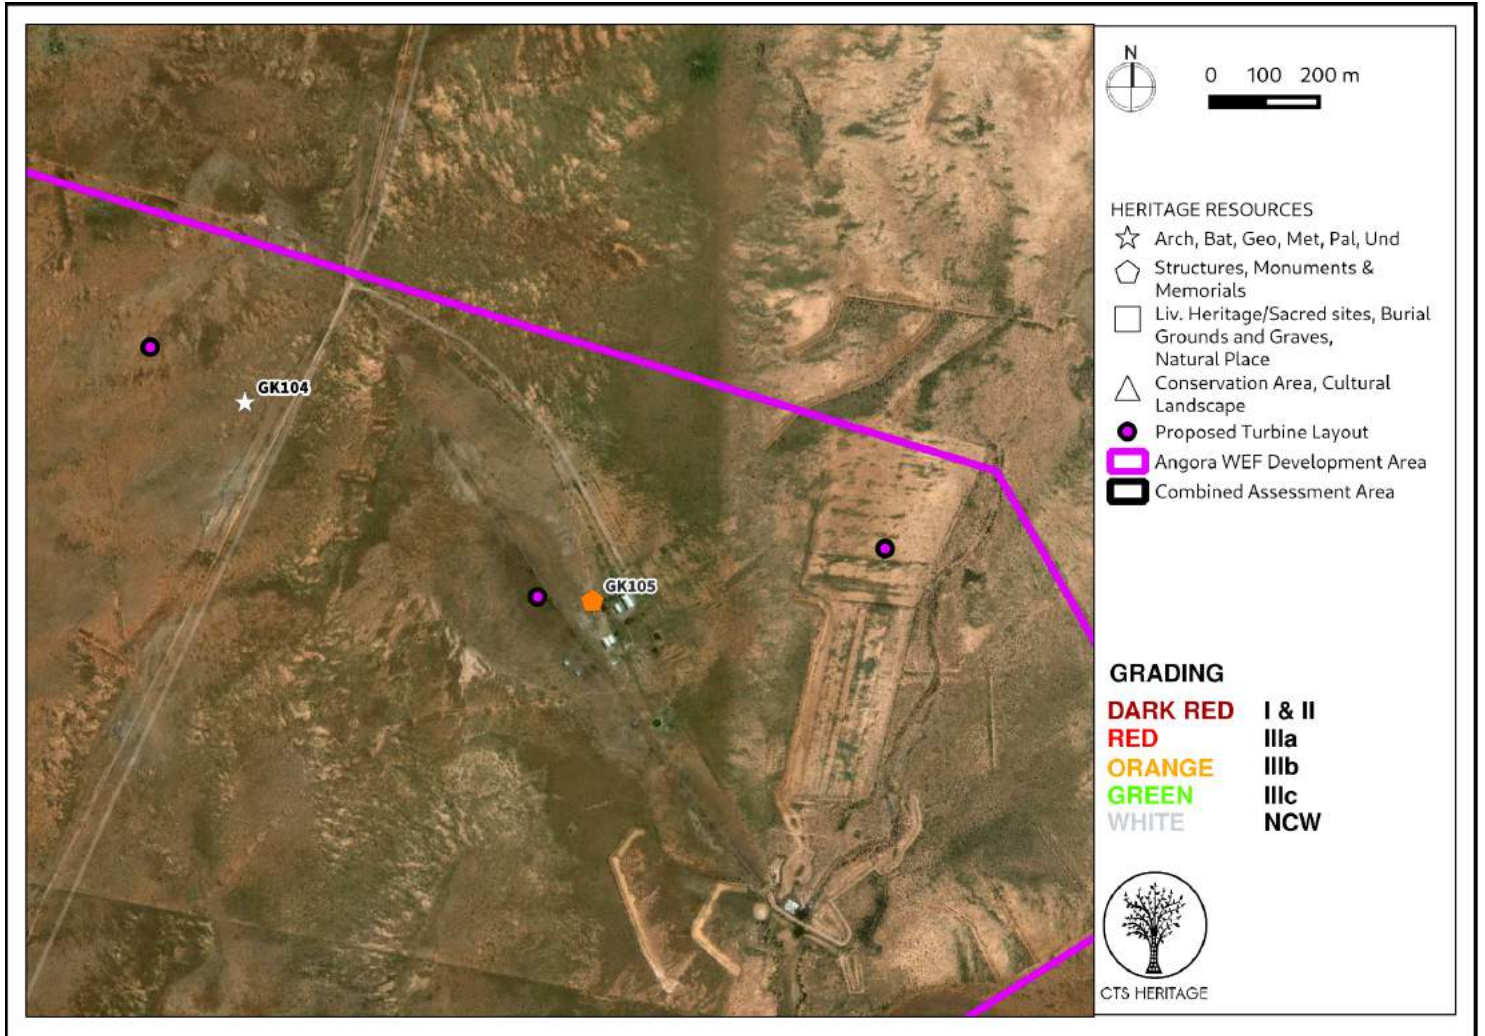 N
0 100 200 m
HERITAGE RESOURCES
Arch, Bat, Geo, Met, Pal, Und
Structures, Monuments &
Memorials
Liv. Heritage/Sacred sites, Burial
Grounds and Graves,
Natural Place
Conservation Area, Cultural
Landscape
Proposed Turbine Layout
Angora WEF Development Area
Combined Assessment Area
GK104
GK105
GRADING
DARK RED I & II
RED IIIa
ORANGE IIIb
GREEN IIIc
WHITE NCW
CTS HERITAGE